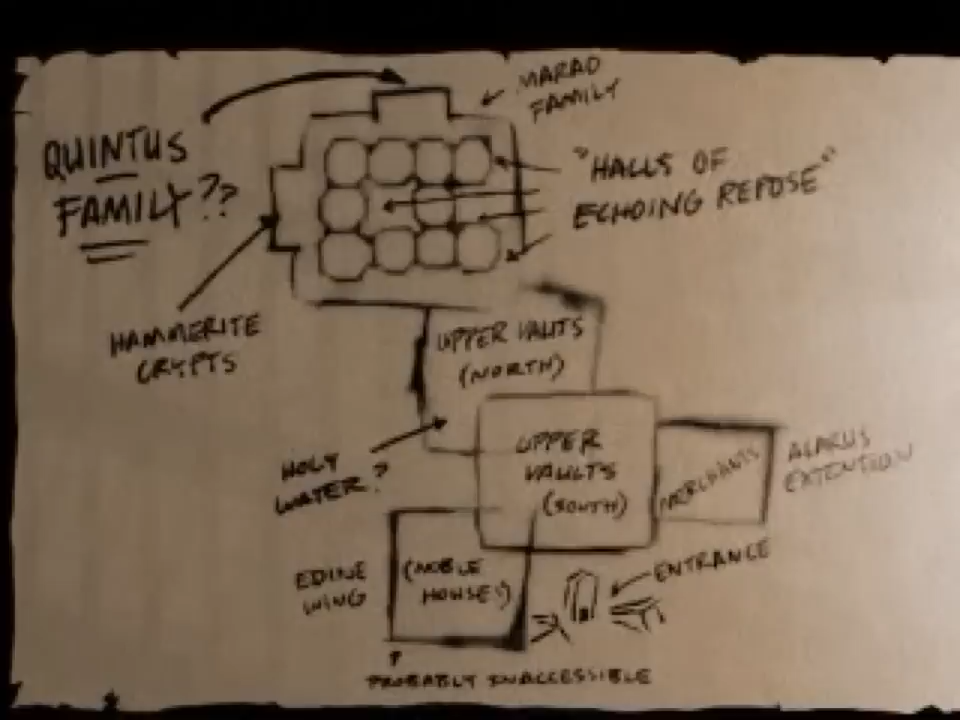 MARAD
FAMILY
QUINTUS
FAMILY??
"HALLS OF
ECHOING REPOSE"
HAMMERITE
CRYPTS
UPPER VAULTS
(NORTH)
HOLY
WATER?
UPPER
VAULTS
(SOUTH)
MERCHANTS
ALARUS
EXTENTION
EDINE
WING
(NOBLE
HOUSES)
ENTRANCE
PROBABLY INACCESSIBLE